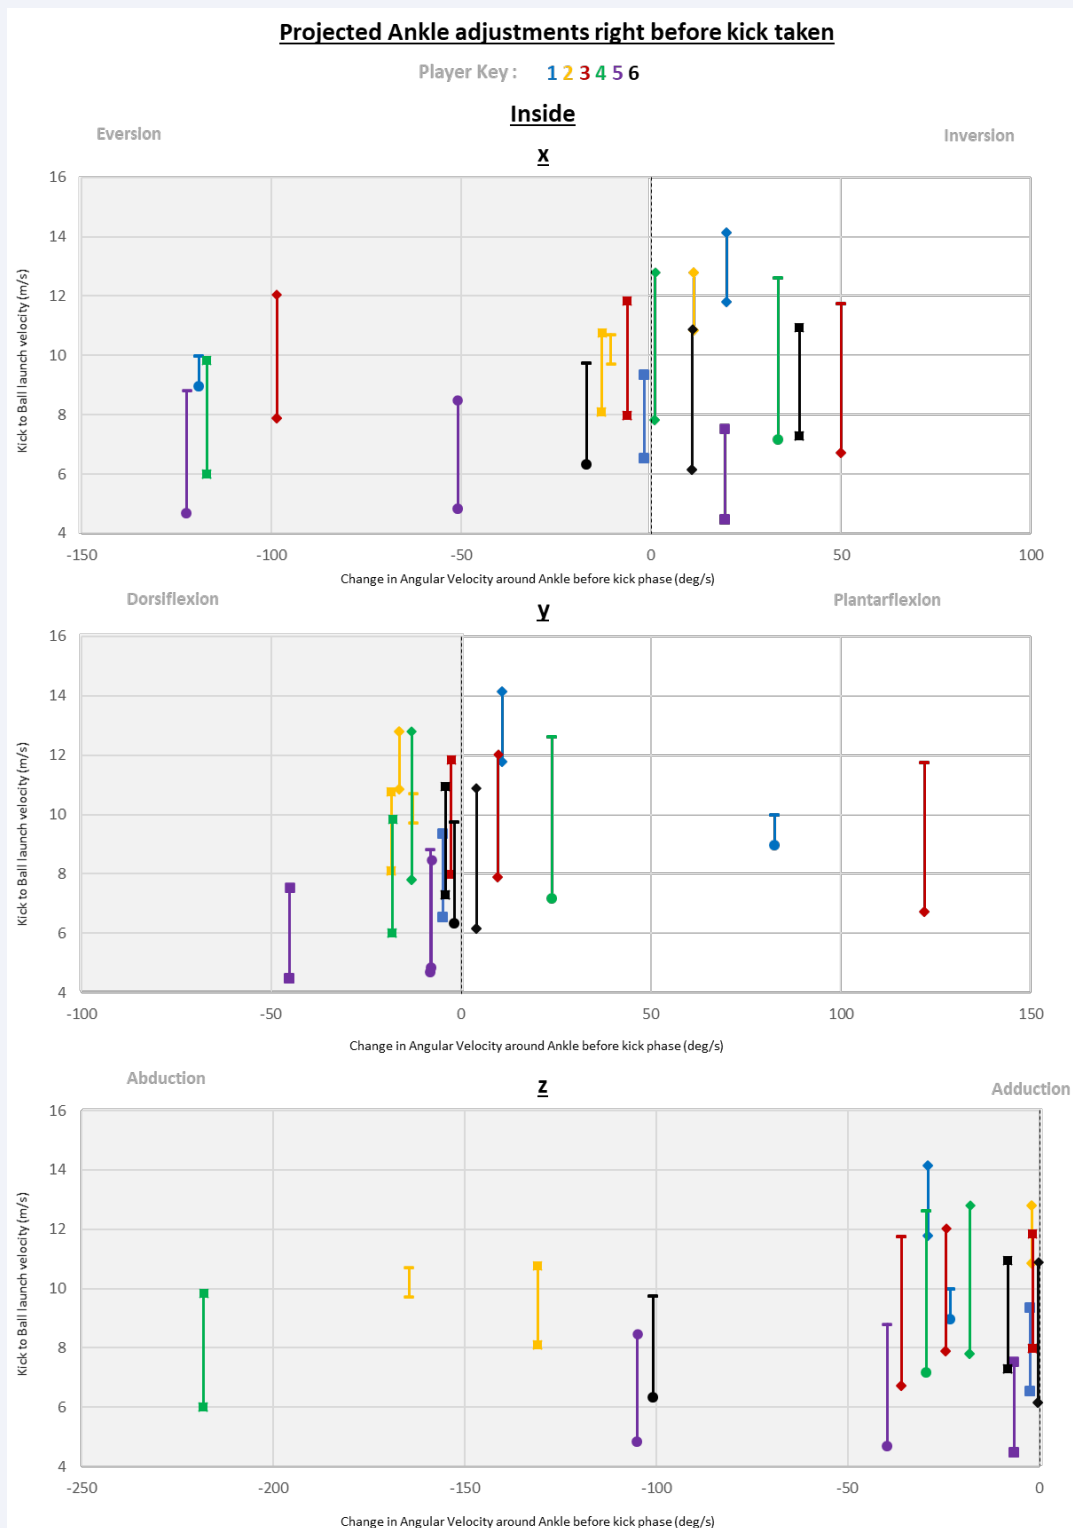 Projected Ankle adjustments right before kick taken
Player Key : 1 2 3 4 5 6
Inside
Eversion
Inversion
x
16
14
12
10
8
6
4
Kick to Ball launch velocity (m/s)
-150 -100 -50 0 50 100
Change in Angular Velocity around Ankle before kick phase (deg/s)
Dorsiflexion
Plantarflexion
y
16
14
12
10
8
6
4
Kick to Ball launch velocity (m/s)
-100 -50 0 50 100 150
Change in Angular Velocity around Ankle before kick phase (deg/s)
Abduction
Adduction
z
16
14
12
10
8
6
4
Kick to Ball launch velocity (m/s)
-250 -200 -150 -100 -50 0
Change in Angular Velocity around Ankle before kick phase (deg/s)